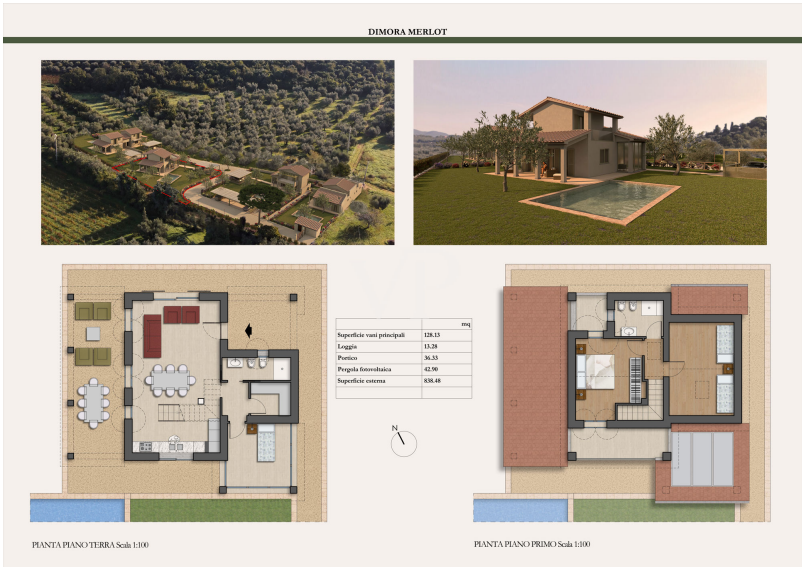 DIMORA MERLOT
mq
Superficie vani principali 128.13
Loggia 13.28
Portico 36.33
Pergola fotovoltaica 42.90
Superficie esterna 838.48
N
PIANTA PIANO TERRA Scala 1:100
PIANTA PIANO PRIMO Scala 1:100